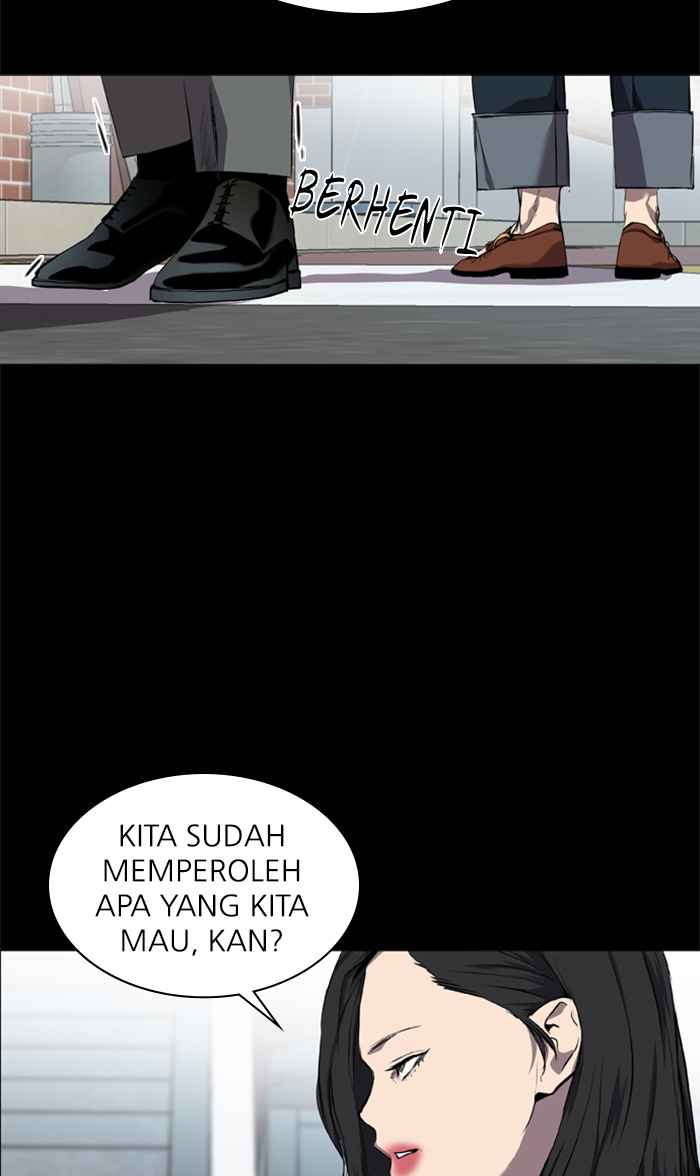 BERHENTI
KITA SUDAH
MEMPEROLEH
APA YANG KITA
MAU, KAN?